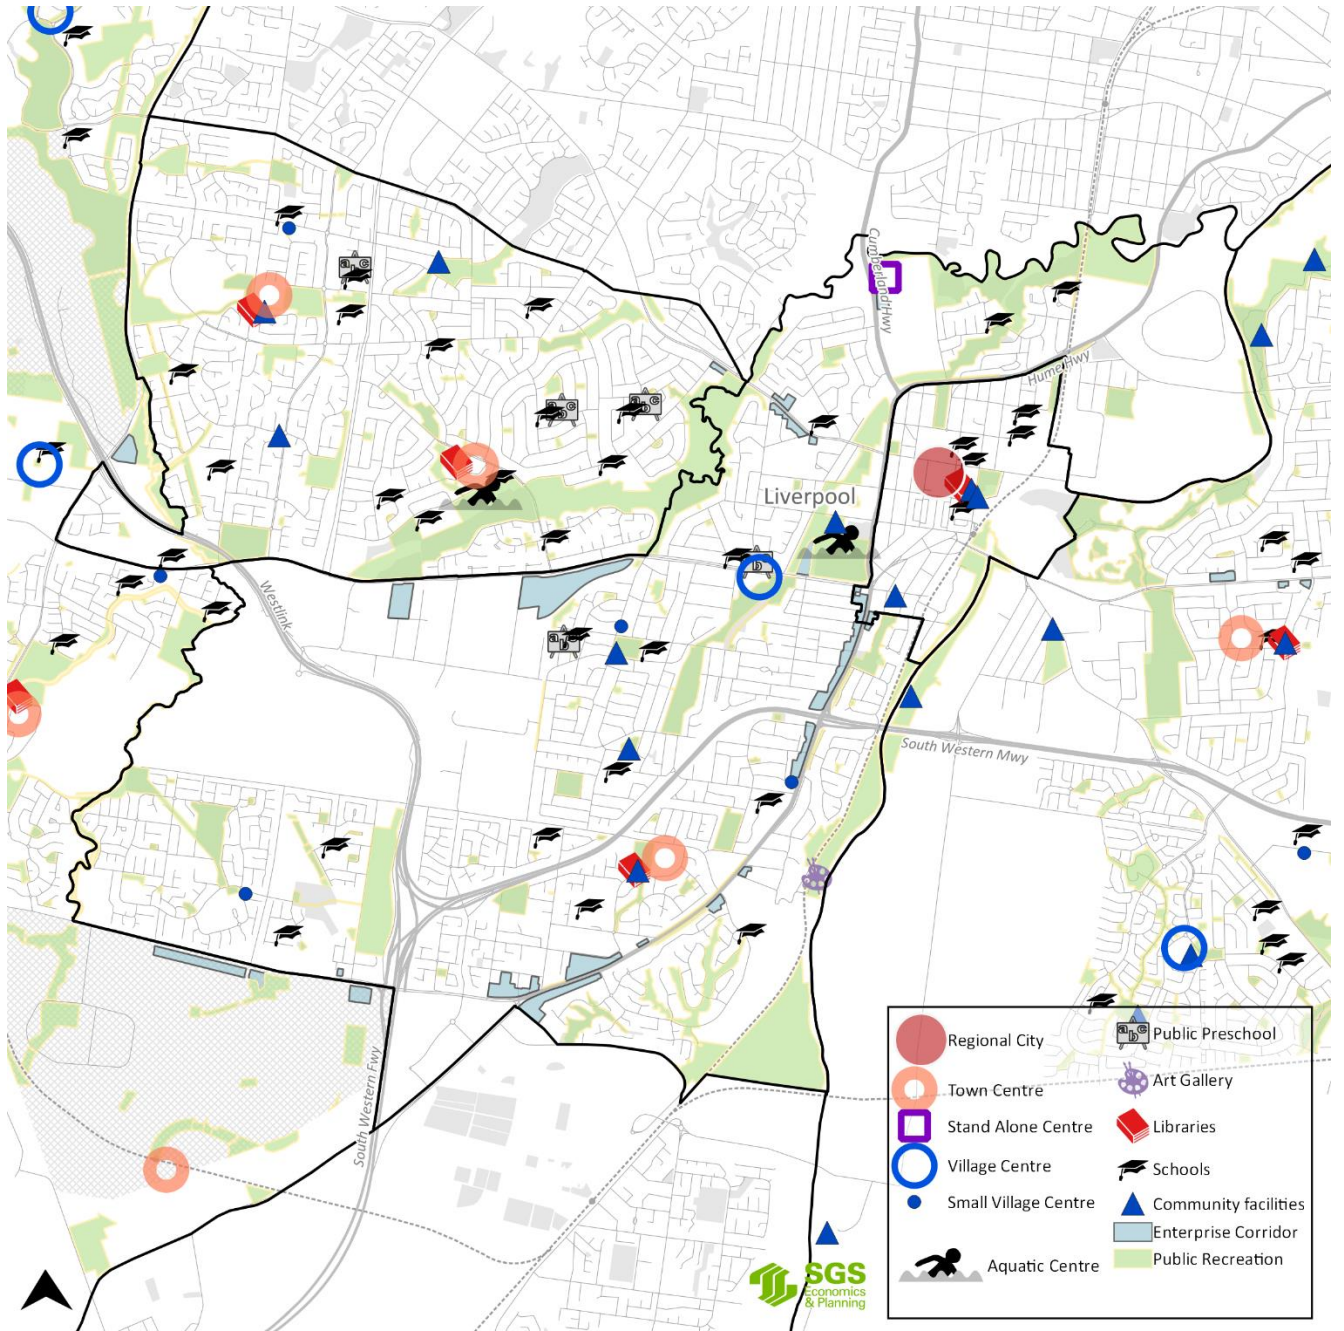 Cumberland Hwy
Hume Hwy
Liverpool
Westlink
South Western Mwy
South Western Fwy
Regional City
Town Centre
Stand Alone Centre
Village Centre
Small Village Centre
Aquatic Centre
Public Preschool
Art Gallery
Libraries
Schools
Community facilities
Enterprise Corridor
Public Recreation
SGS
Economics
& Planning